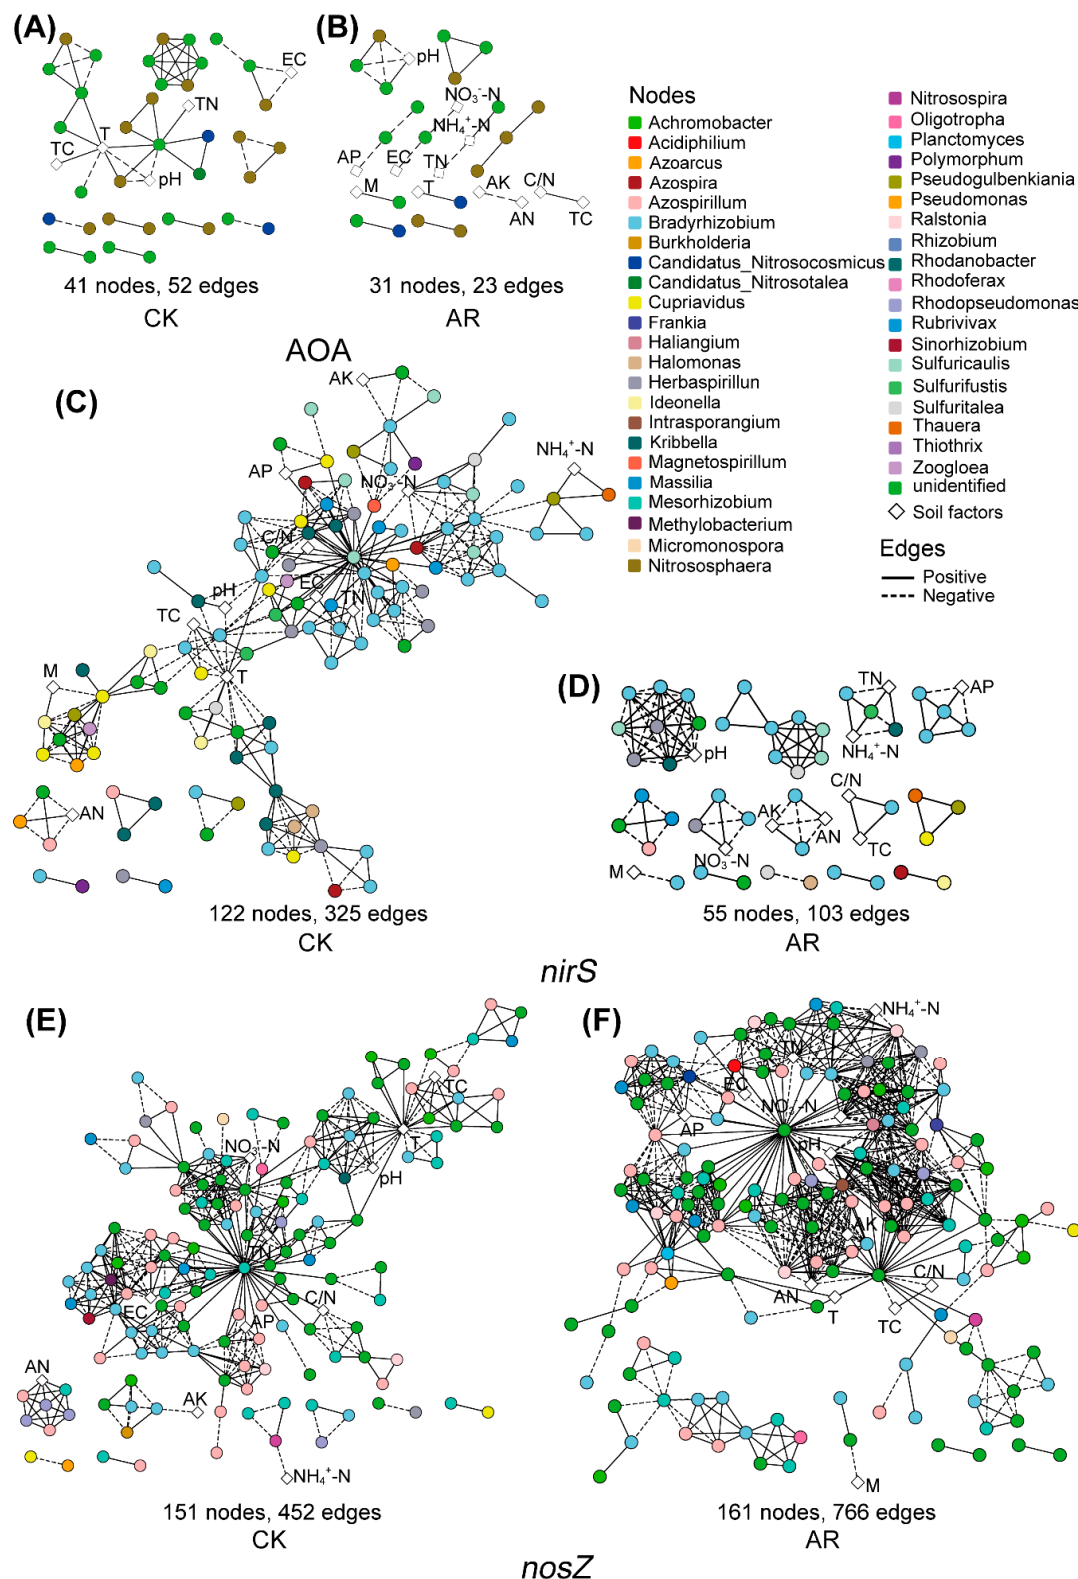 (A)
(B)
EC
TN
T
TC
pH
pH
NO₃⁻-N
NH₄⁺-N
AP
EC
TN
M
T
AK
C/N
AN
TC
41 nodes, 52 edges
CK
31 nodes, 23 edges
AR
AOA
Nodes
Achromobacter
Acidiphilium
Azoarcus
Azospira
Azospirillum
Bradyrhizobium
Burkholderia
Candidatus_Nitrosocosmicus
Candidatus_Nitrosotalea
Cupriavidus
Frankia
Haliangium
Halomonas
Herbaspirillun
Ideonella
Intrasporangium
Kribbella
Magnetospirillum
Massilia
Mesorhizobium
Methylobacterium
Micromonospora
Nitrososphaera
Nitrosospira
Oligotropha
Planctomyces
Polymorphum
Pseudogulbenkiania
Pseudomonas
Ralstonia
Rhizobium
Rhodanobacter
Rhodoferax
Rhodopseudomonas
Rubrivivax
Sinorhizobium
Sulfuricaulis
Sulfurifustis
Sulfuritalea
Thauera
Thiothrix
Zoogloea
unidentified
Soil factors
Edges
Positive
Negative
(C)
AK
AP
NO₃⁻-N
NH₄⁺-N
C/N
EC
TN
pH
TC
T
M
AN
122 nodes, 325 edges
CK
(D)
pH
TN
NH₄⁺-N
AP
C/N
AK
AN
TC
NO₃⁻-N
M
55 nodes, 103 edges
AR
nirS
(E)
TC
T
pH
NO₃⁻-N
EC
C/N
AP
AN
AK
NH₄⁺-N
151 nodes, 452 edges
CK
(F)
NH₄⁺-N
TN
EC
NO₃⁻-N
AP
pH
AK
C/N
AN
T
TC
M
161 nodes, 766 edges
AR
nosZ